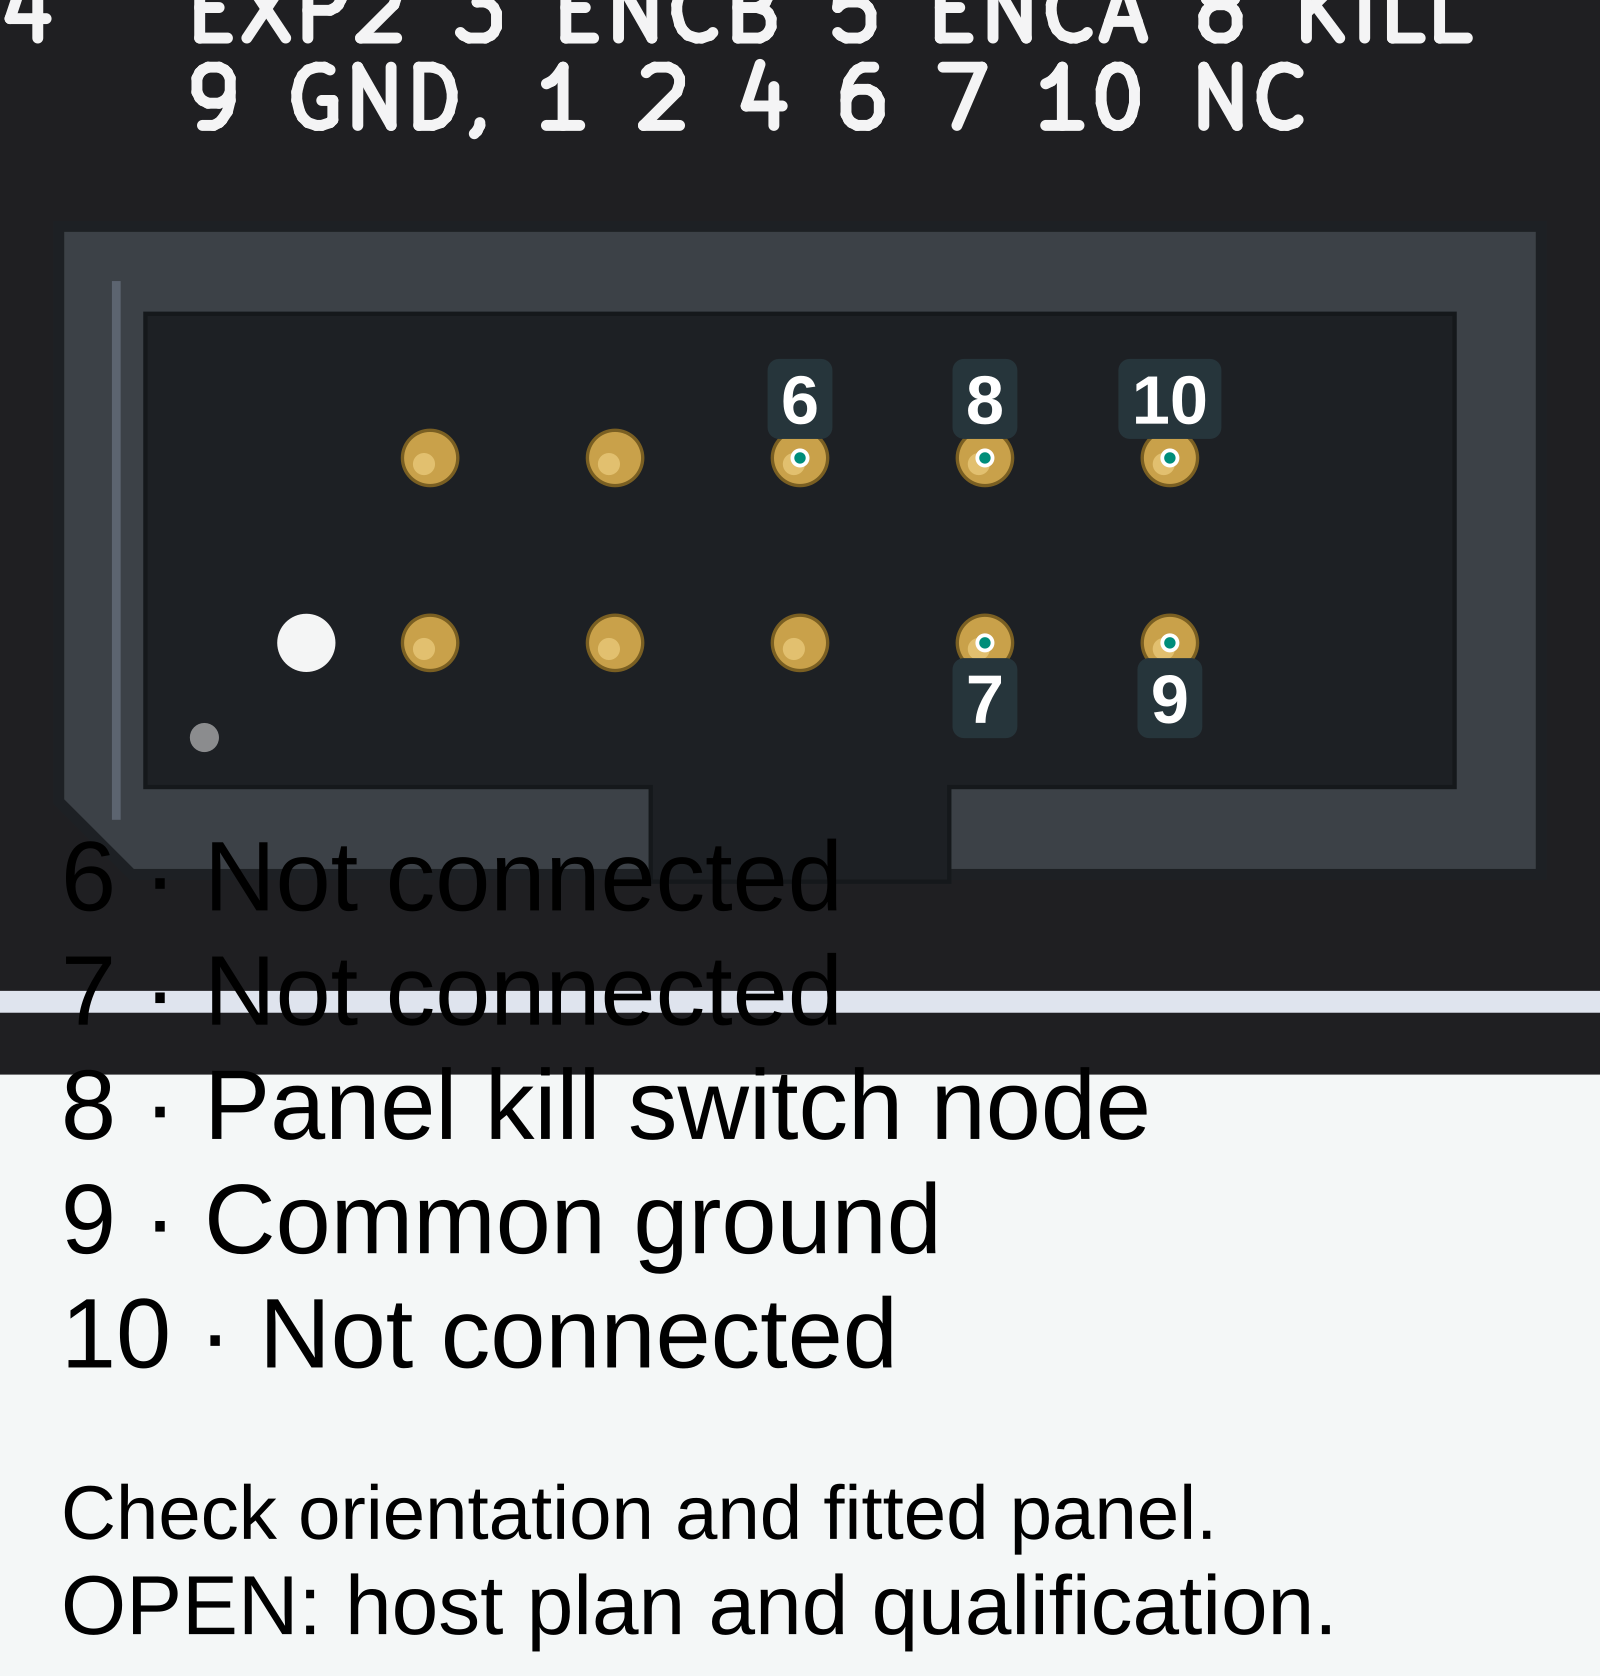 4 EXP2 3 ENCB 5 ENCA 8 KILL
9 GND, 1 2 4 6 7 10 NC
6 8 10
7 9
6 · Not connected
7 · Not connected
8 · Panel kill switch node
9 · Common ground
10 · Not connected
Check orientation and fitted panel.
OPEN: host plan and qualification.